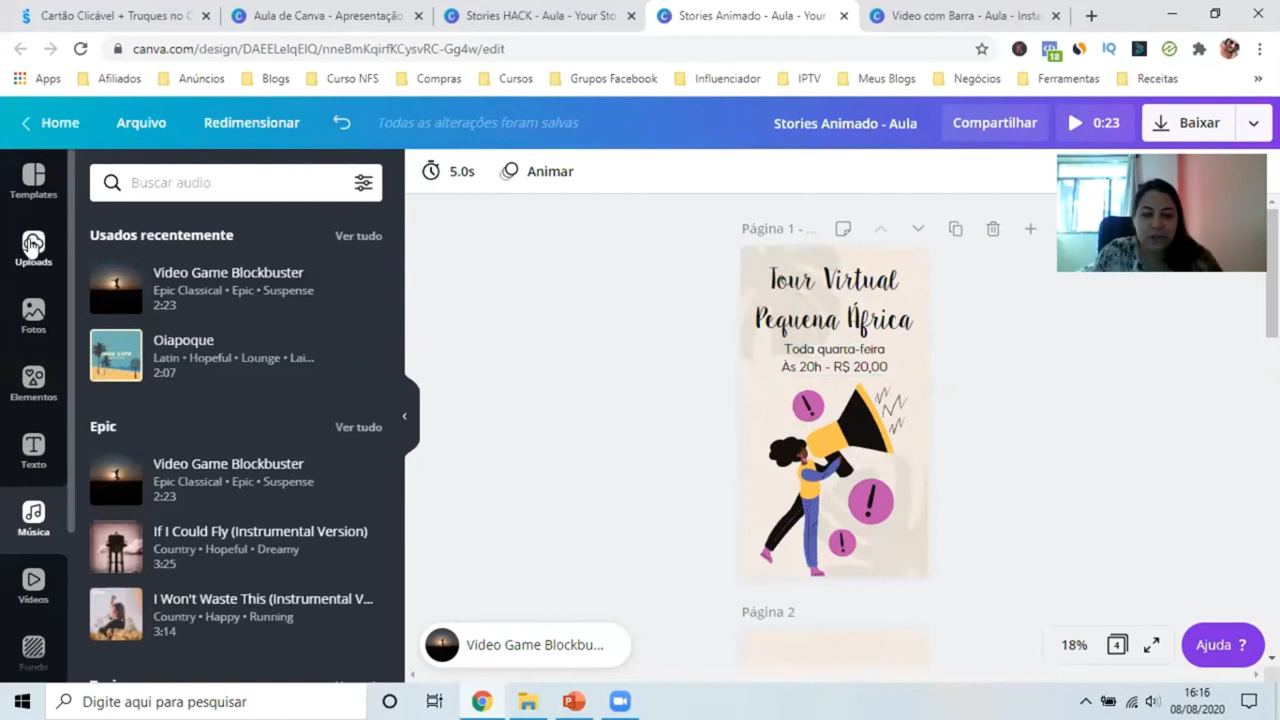 Cartão Clicável + Truques no C
Aula de Canva - Apresentação
Stories HACK - Aula - Your Sto
Stories Animado - Aula - Your
Video com Barra - Aula - Insta
canva.com/design/DAEELelqEIQ/nneBmKqirfKCysvRC-Gg4w/edit
18
Apps
Afiliados
Anúncios
Blogs
Curso NFS
Compras
Cursos
Grupos Facebook
Influenciador
IPTV
Meus Blogs
Negócios
Ferramentas
Receitas
Home
Arquivo
Redimensionar
Todas as alterações foram salvas
Stories Animado - Aula
Compartilhar
0:23
Baixar
Templates
Uploads
Fotos
Elementos
Texto
Música
Vídeos
Fundo
Buscar audio
Usados recentemente
Ver tudo
Video Game Blockbuster
Epic Classical • Epic • Suspense
2:23
Oiapoque
Latin • Hopeful • Lounge • Lai...
2:07
Epic
Ver tudo
Video Game Blockbuster
Epic Classical • Epic • Suspense
2:23
If I Could Fly (Instrumental Version)
Country • Hopeful • Dreamy
3:25
I Won't Waste This (Instrumental V...
Country • Happy • Running
3:14
5.0s
Animar
Página 1 - ...
Tour Virtual
Pequena África
Toda quarta-feira
Às 20h - R$ 20,00
Página 2
Video Game Blockbu...
18%
4
Ajuda ?
Digite aqui para pesquisar
16:16
08/08/2020